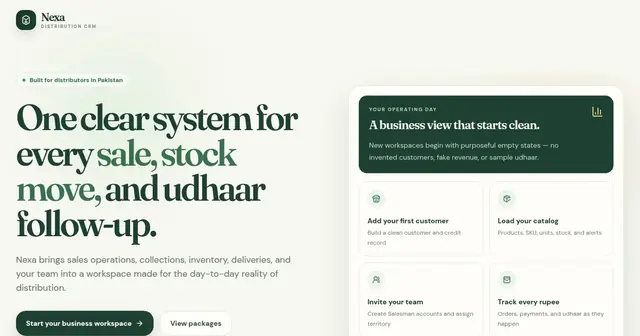 Nexa
DISTRIBUTION CRM
Built for distributors in Pakistan
One clear system for
every sale, stock
move, and udhaar
follow-up.
Nexa brings sales operations, collections, inventory, deliveries, and
your team into a workspace made for the day-to-day reality of
distribution.
Start your business workspace →
View packages
YOUR OPERATING DAY
A business view that starts clean.
New workspaces begin with purposeful empty states — no
invented customers, fake revenue, or sample udhaar.
Add your first customer
Build a clean customer and credit
record
Load your catalog
Products, SKU, units, stock, and alerts
Invite your team
Create Salesman accounts and assign
territory
Track every rupee
Orders, payments, and udhaar as they
happen